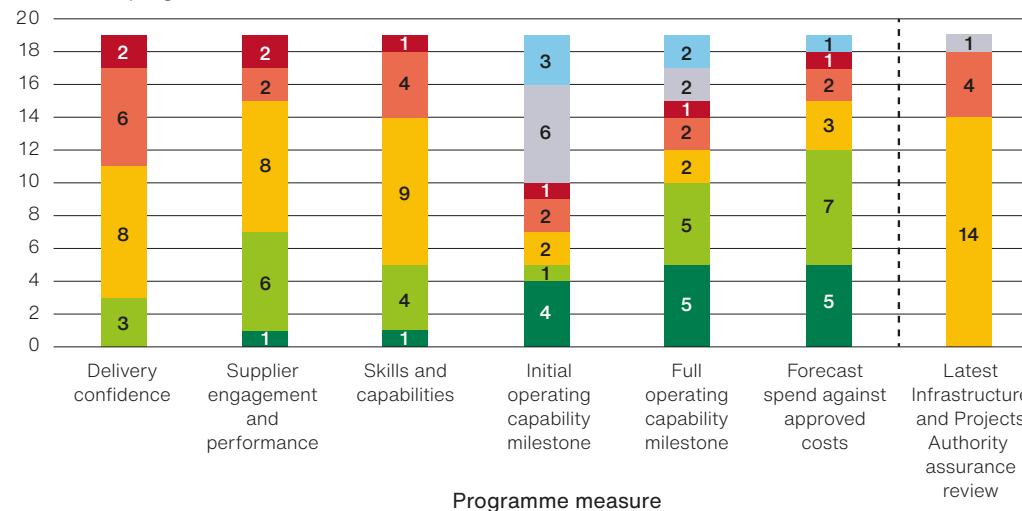 20
18
16
14
12
10
8
6
4
2
0
2
6
8
3
2
2
8
6
1
1
4
9
4
1
3
6
1
2
2
1
4
2
2
1
2
2
5
5
1
1
2
3
7
5
1
4
14
Delivery
confidence
Supplier
engagement
and
performance
Skills and
capabilities
Initial
operating
capability
milestone
Full
operating
capability
milestone
Forecast
spend against
approved
costs
Latest
Infrastructure
and Projects
Authority
assurance
review
Programme measure